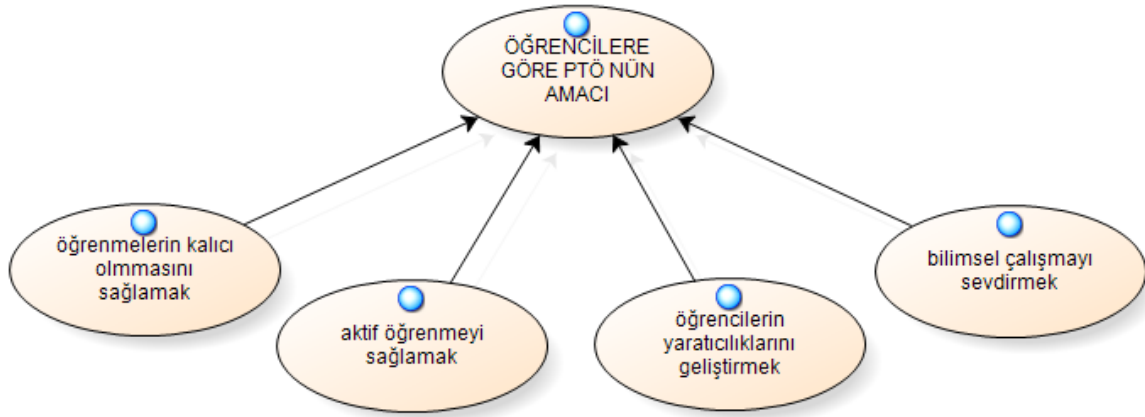 ÖĞRENCİLERE
GÖRE PTÖ NÜN
AMACI
öğrenmelerin kalıcı
olmmasını
sağlamak
aktif öğrenmeyi
sağlamak
öğrencilerin
yaratıcılıklarını
geliştirmek
bilimsel çalışmayı
sevdirmek